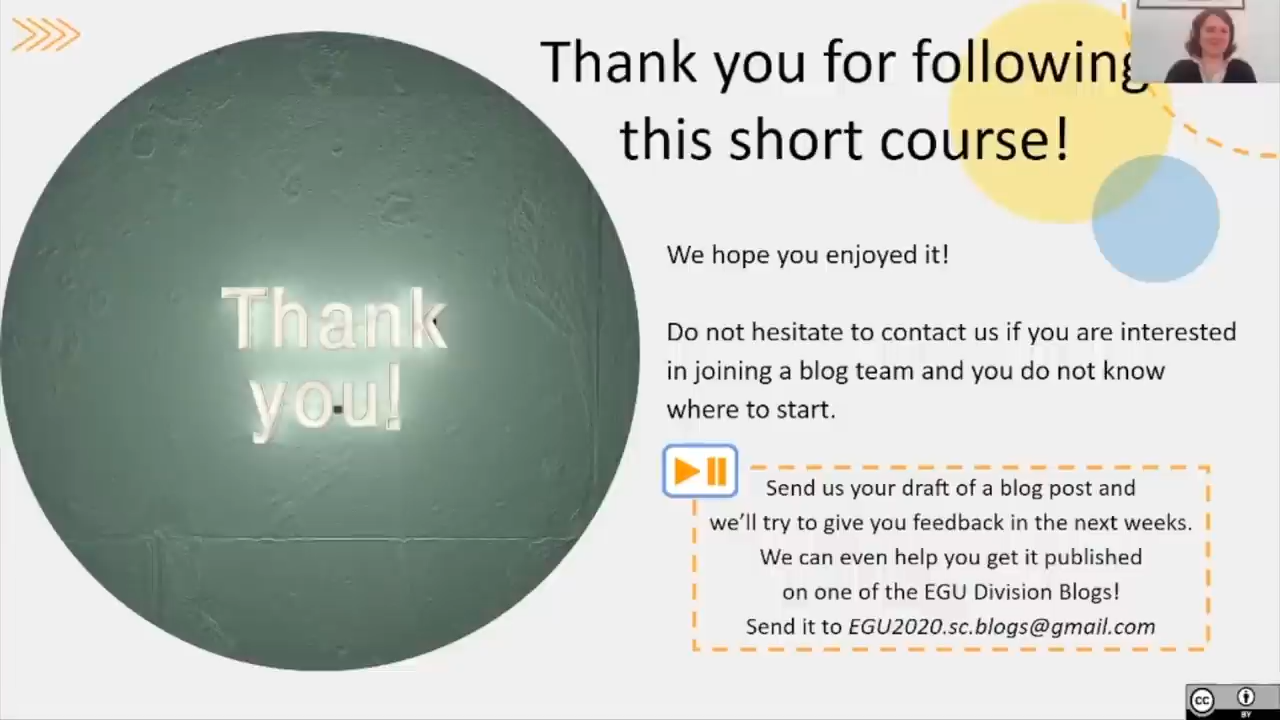 Thank you for following
this short course!
Thank
you!
We hope you enjoyed it!
Do not hesitate to contact us if you are interested
in joining a blog team and you do not know
where to start.
Send us your draft of a blog post and
we'll try to give you feedback in the next weeks.
We can even help you get it published
on one of the EGU Division Blogs!
Send it to EGU2020.sc.blogs@gmail.com
cc
BY